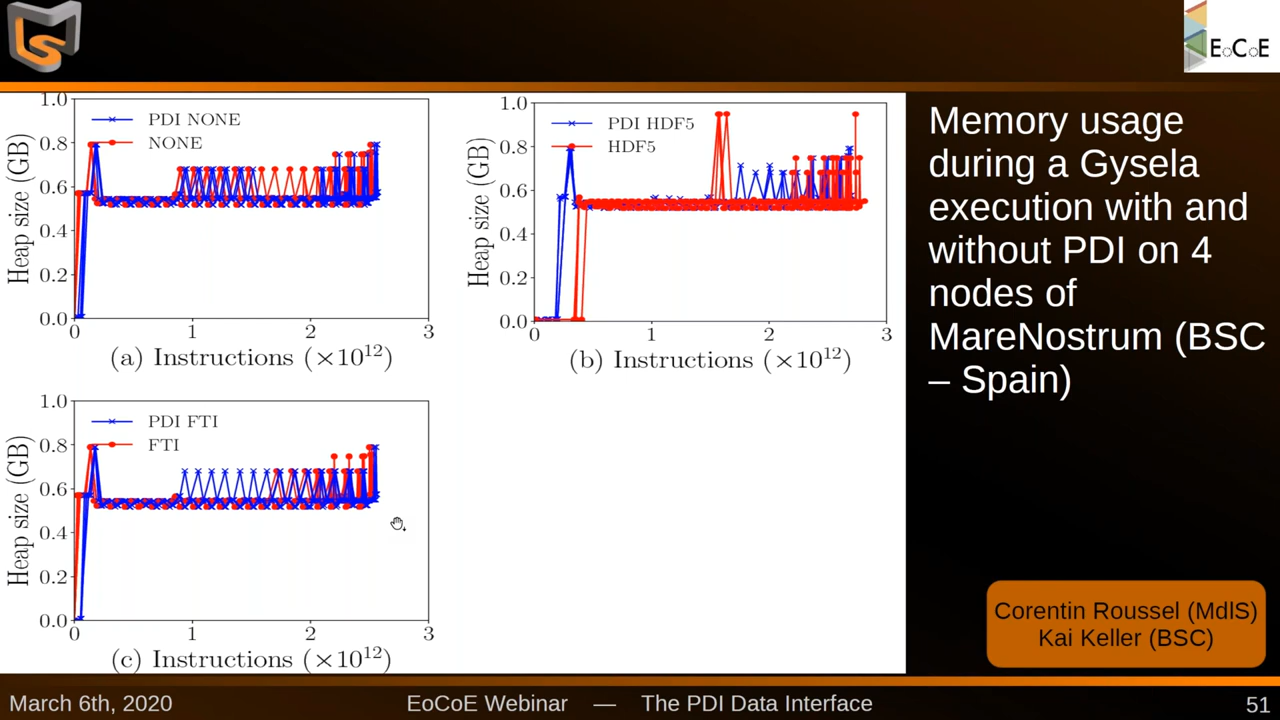 EoCoE
1.0
0.8
0.6
0.4
0.2
0.0
Heap size (GB)
PDI NONE
NONE
0
1
2
3
(a) Instructions (×10¹²)
1.0
0.8
0.6
0.4
0.2
0.0
Heap size (GB)
PDI HDF5
HDF5
0
1
2
3
(b) Instructions (×10¹²)
1.0
0.8
0.6
0.4
0.2
0.0
Heap size (GB)
PDI FTI
FTI
0
1
2
3
(c) Instructions (×10¹²)
Memory usage
during a Gysela
execution with and
without PDI on 4
nodes of
MareNostrum (BSC
– Spain)
Corentin Roussel (MdlS)
Kai Keller (BSC)
March 6th, 2020
EoCoE Webinar — The PDI Data Interface
51